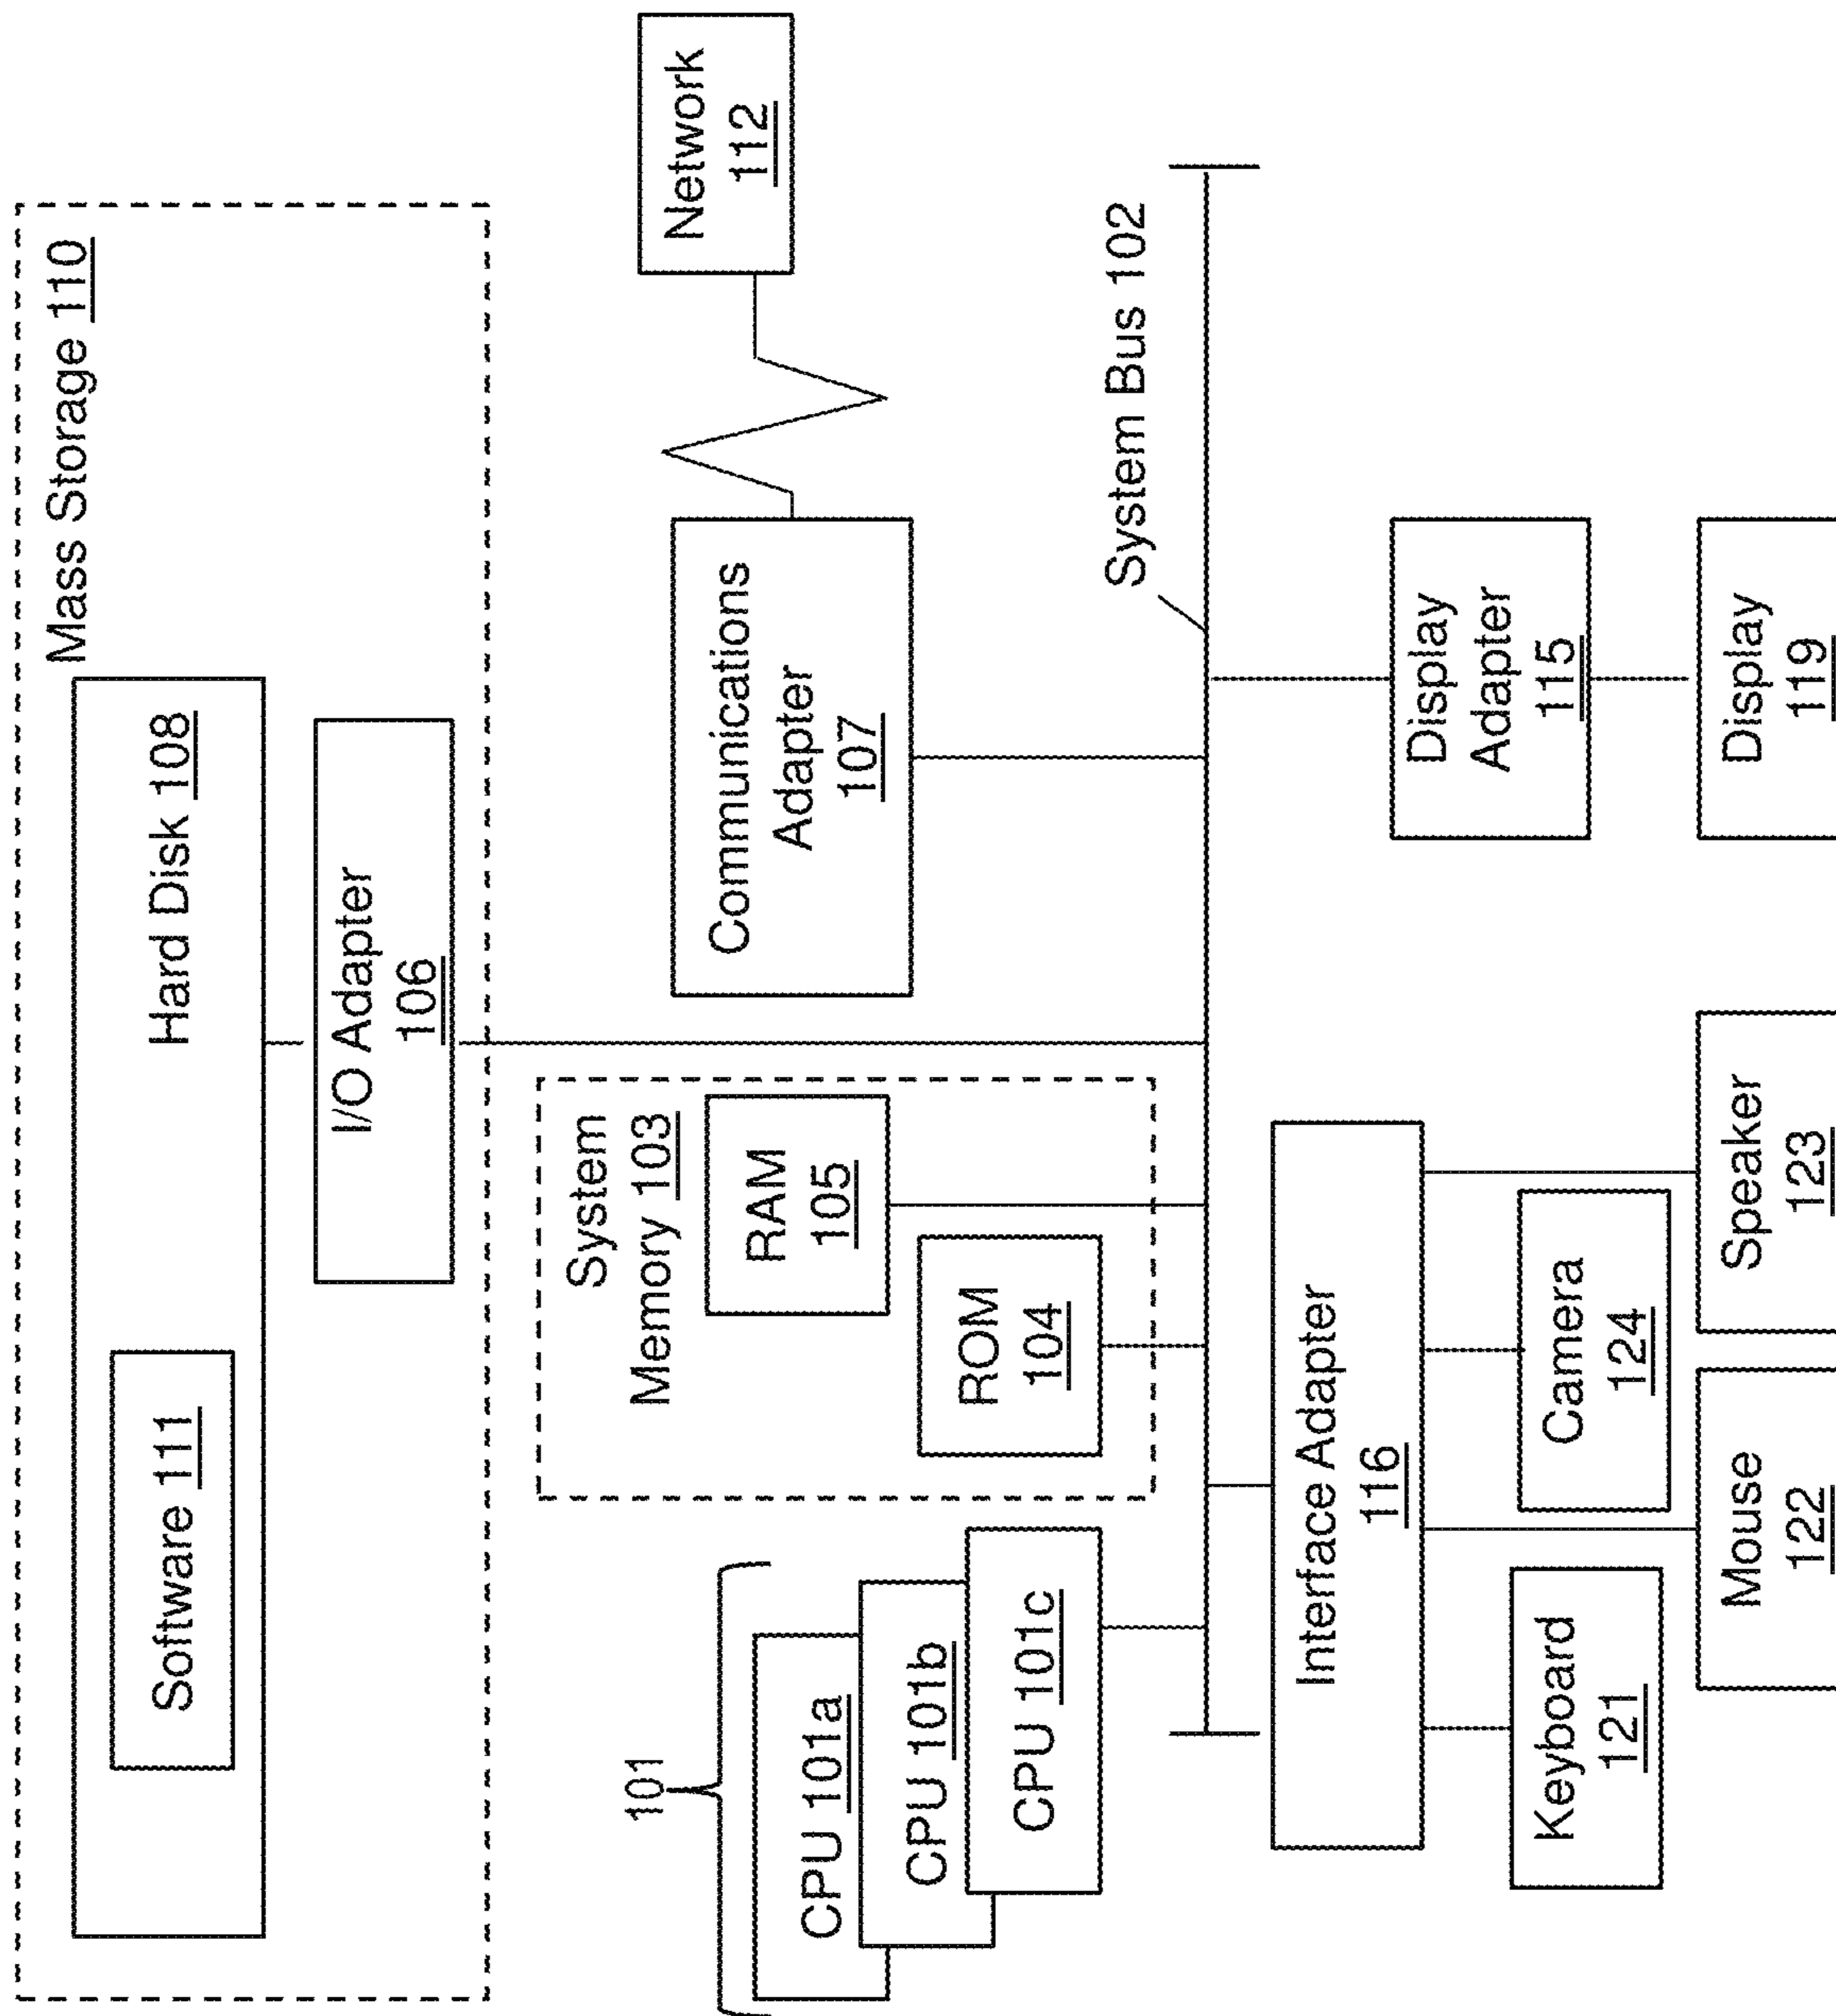 Mass Storage 110
Hard Disk 108
Software 111
I/O Adapter
106
101
CPU 101a
CPU 101b
CPU 101c
System
Memory 103
RAM
105
ROM
104
Communications
Adapter
107
Network
112
System Bus 102
Interface Adapter
116
Display
Adapter
115
Keyboard
121
Camera
124
Mouse
122
Speaker
123
Display
119